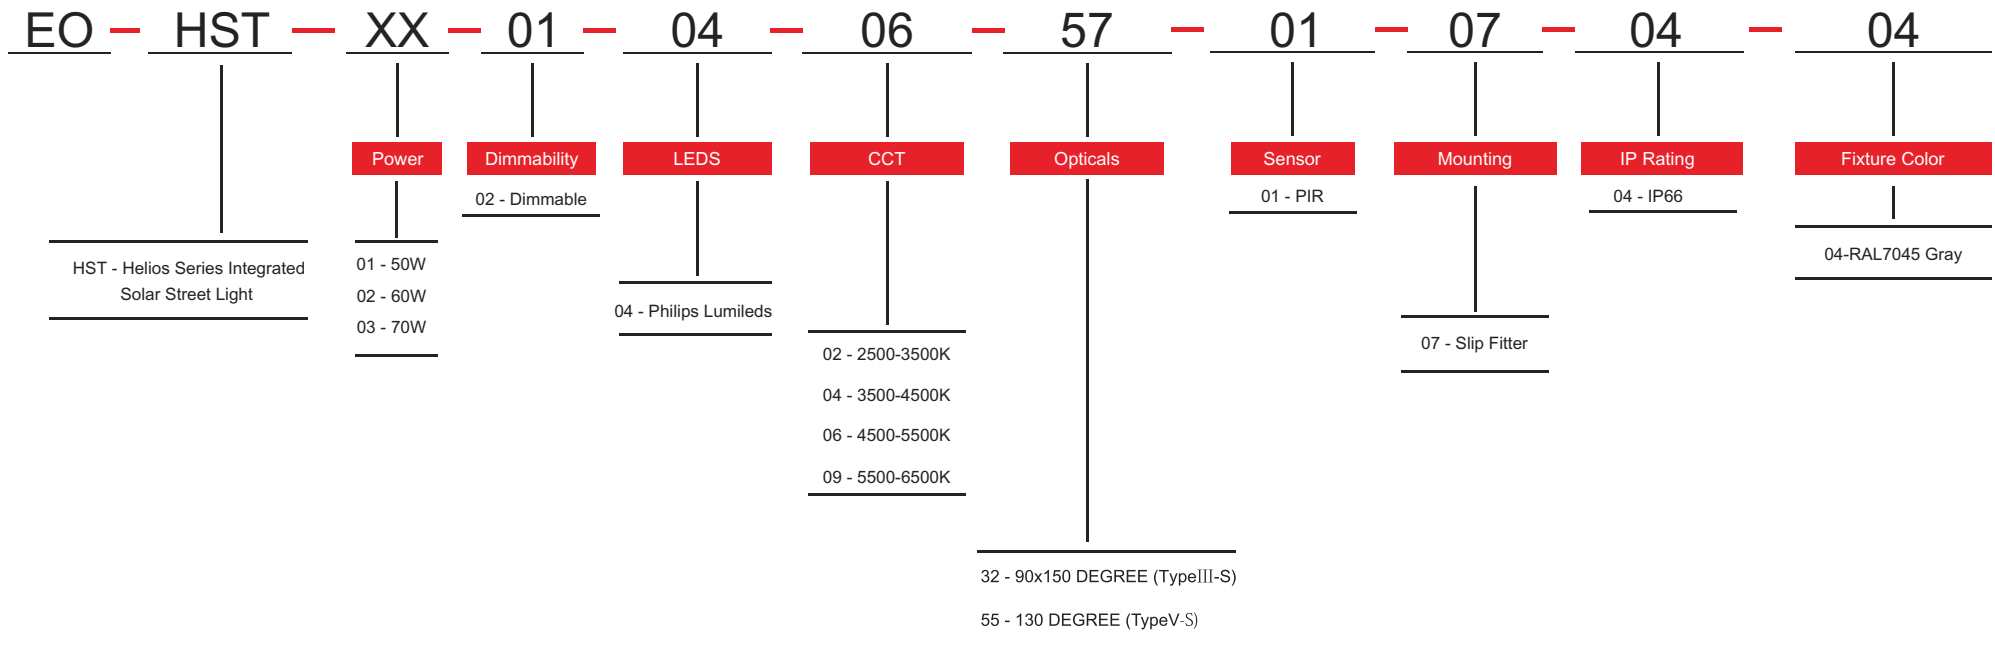 EO — HST — XX — 01 — 04 — 06 — 57 — 01 — 07 — 04 — 04
Power
Dimmability
LEDS
CCT
Opticals
Sensor
Mounting
IP Rating
Fixture Color
HST - Helios Series Integrated
Solar Street Light
01 - 50W
02 - 60W
03 - 70W
02 - Dimmable
04 - Philips Lumileds
02 - 2500-3500K
04 - 3500-4500K
06 - 4500-5500K
09 - 5500-6500K
32 - 90x150 DEGREE (TypeIII-S)
55 - 130 DEGREE (TypeV-S)
01 - PIR
07 - Slip Fitter
04 - IP66
04-RAL7045 Gray